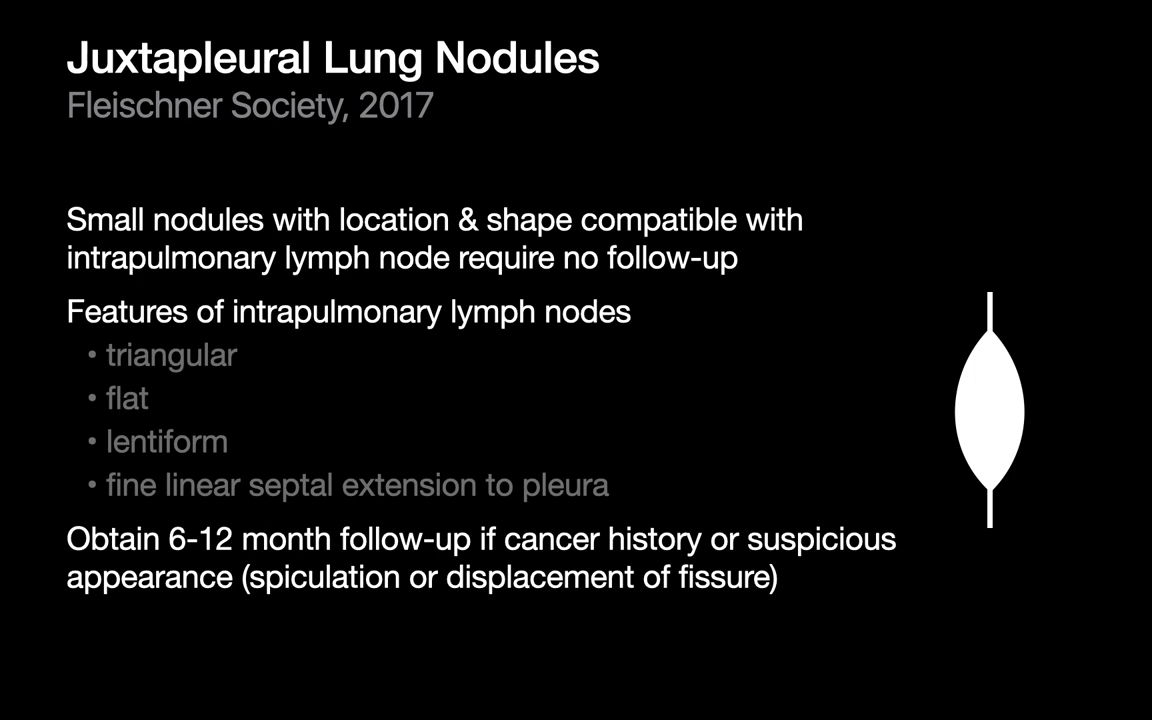 Juxtapleural Lung Nodules
Fleischner Society, 2017
Small nodules with location & shape compatible with
intrapulmonary lymph node require no follow-up
Features of intrapulmonary lymph nodes
• triangular
• flat
• lentiform
• fine linear septal extension to pleura
Obtain 6-12 month follow-up if cancer history or suspicious
appearance (spiculation or displacement of fissure)